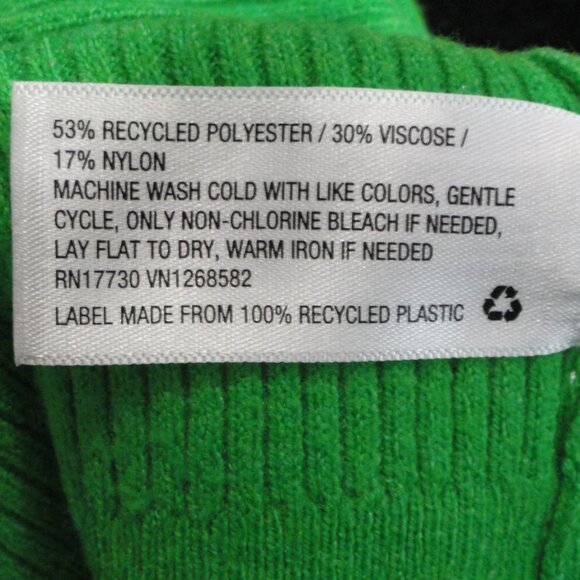 53% RECYCLED POLYESTER / 30% VISCOSE /
17% NYLON
MACHINE WASH COLD WITH LIKE COLORS, GENTLE
CYCLE, ONLY NON-CHLORINE BLEACH IF NEEDED,
LAY FLAT TO DRY, WARM IRON IF NEEDED
RN17730 VN1268582
LABEL MADE FROM 100% RECYCLED PLASTIC